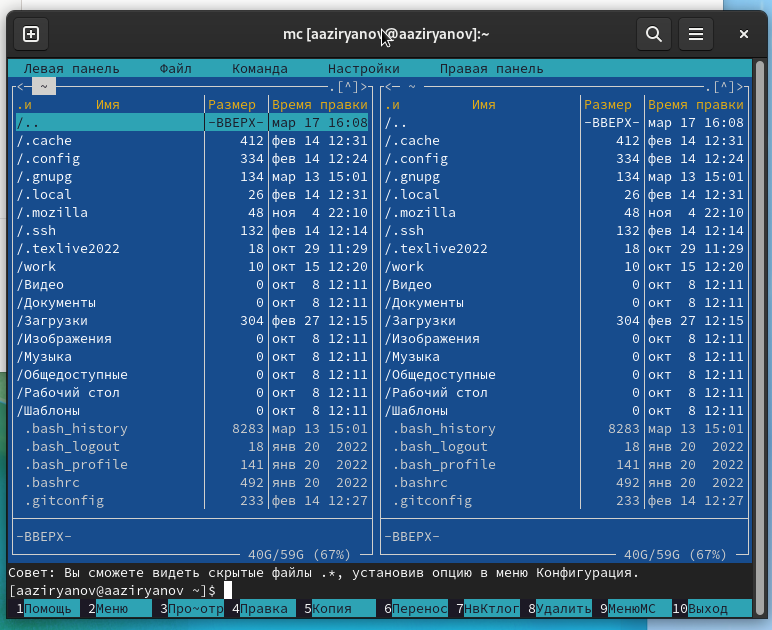 mc [aaziryanov@aaziryanov]:~
Левая панель Файл Команда Настройки Правая панель
<─ ~ .[^]> <─ ~ .[^]>
.и Имя Размер Время правки .и Имя Размер Время правки
/.. -ВВЕРХ- мар 17 16:08 /.. -ВВЕРХ- мар 17 16:08
/.cache 412 фев 14 12:31 /.cache 412 фев 14 12:31
/.config 334 фев 14 12:24 /.config 334 фев 14 12:24
/.gnupg 134 мар 13 15:01 /.gnupg 134 мар 13 15:01
/.local 26 фев 14 12:31 /.local 26 фев 14 12:31
/.mozilla 48 ноя 4 22:10 /.mozilla 48 ноя 4 22:10
/.ssh 132 фев 14 12:14 /.ssh 132 фев 14 12:14
/.texlive2022 18 окт 29 11:29 /.texlive2022 18 окт 29 11:29
/work 10 окт 15 12:20 /work 10 окт 15 12:20
/Видео 0 окт 8 12:11 /Видео 0 окт 8 12:11
/Документы 0 окт 8 12:11 /Документы 0 окт 8 12:11
/Загрузки 304 фев 27 12:15 /Загрузки 304 фев 27 12:15
/Изображения 0 окт 8 12:11 /Изображения 0 окт 8 12:11
/Музыка 0 окт 8 12:11 /Музыка 0 окт 8 12:11
/Общедоступные 0 окт 8 12:11 /Общедоступные 0 окт 8 12:11
/Рабочий стол 0 окт 8 12:11 /Рабочий стол 0 окт 8 12:11
/Шаблоны 0 окт 8 12:11 /Шаблоны 0 окт 8 12:11
.bash_history 8283 мар 13 15:01 .bash_history 8283 мар 13 15:01
.bash_logout 18 янв 20 2022 .bash_logout 18 янв 20 2022
.bash_profile 141 янв 20 2022 .bash_profile 141 янв 20 2022
.bashrc 492 янв 20 2022 .bashrc 492 янв 20 2022
.gitconfig 233 фев 14 12:27 .gitconfig 233 фев 14 12:27
-ВВЕРХ- -ВВЕРХ-
40G/59G (67%) 40G/59G (67%)
Совет: Вы сможете видеть скрытые файлы .*, установив опцию в меню Конфигурация.
[aaziryanov@aaziryanov ~]$
1Помощь 2Меню 3Про~отр 4Правка 5Копия 6Перенос 7НвКтлог 8Удалить 9МенюМС 10Выход